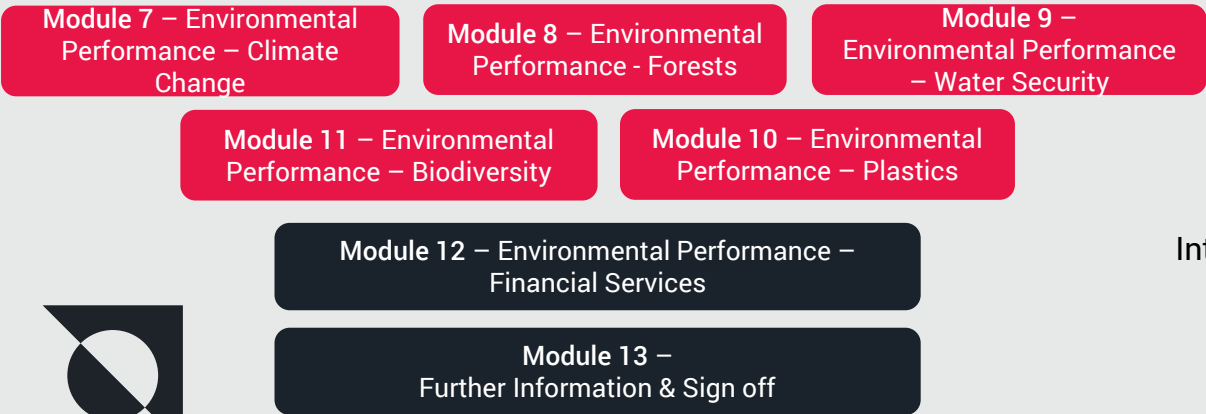 Module 7 – Environmental
Performance – Climate
Change
Module 8 – Environmental
Performance - Forests
Module 9 –
Environmental Performance
– Water Security
Module 11 – Environmental
Performance – Biodiversity
Module 10 – Environmental
Performance – Plastics
Module 12 – Environmental Performance –
Financial Services
Int
Module 13 –
Further Information & Sign off